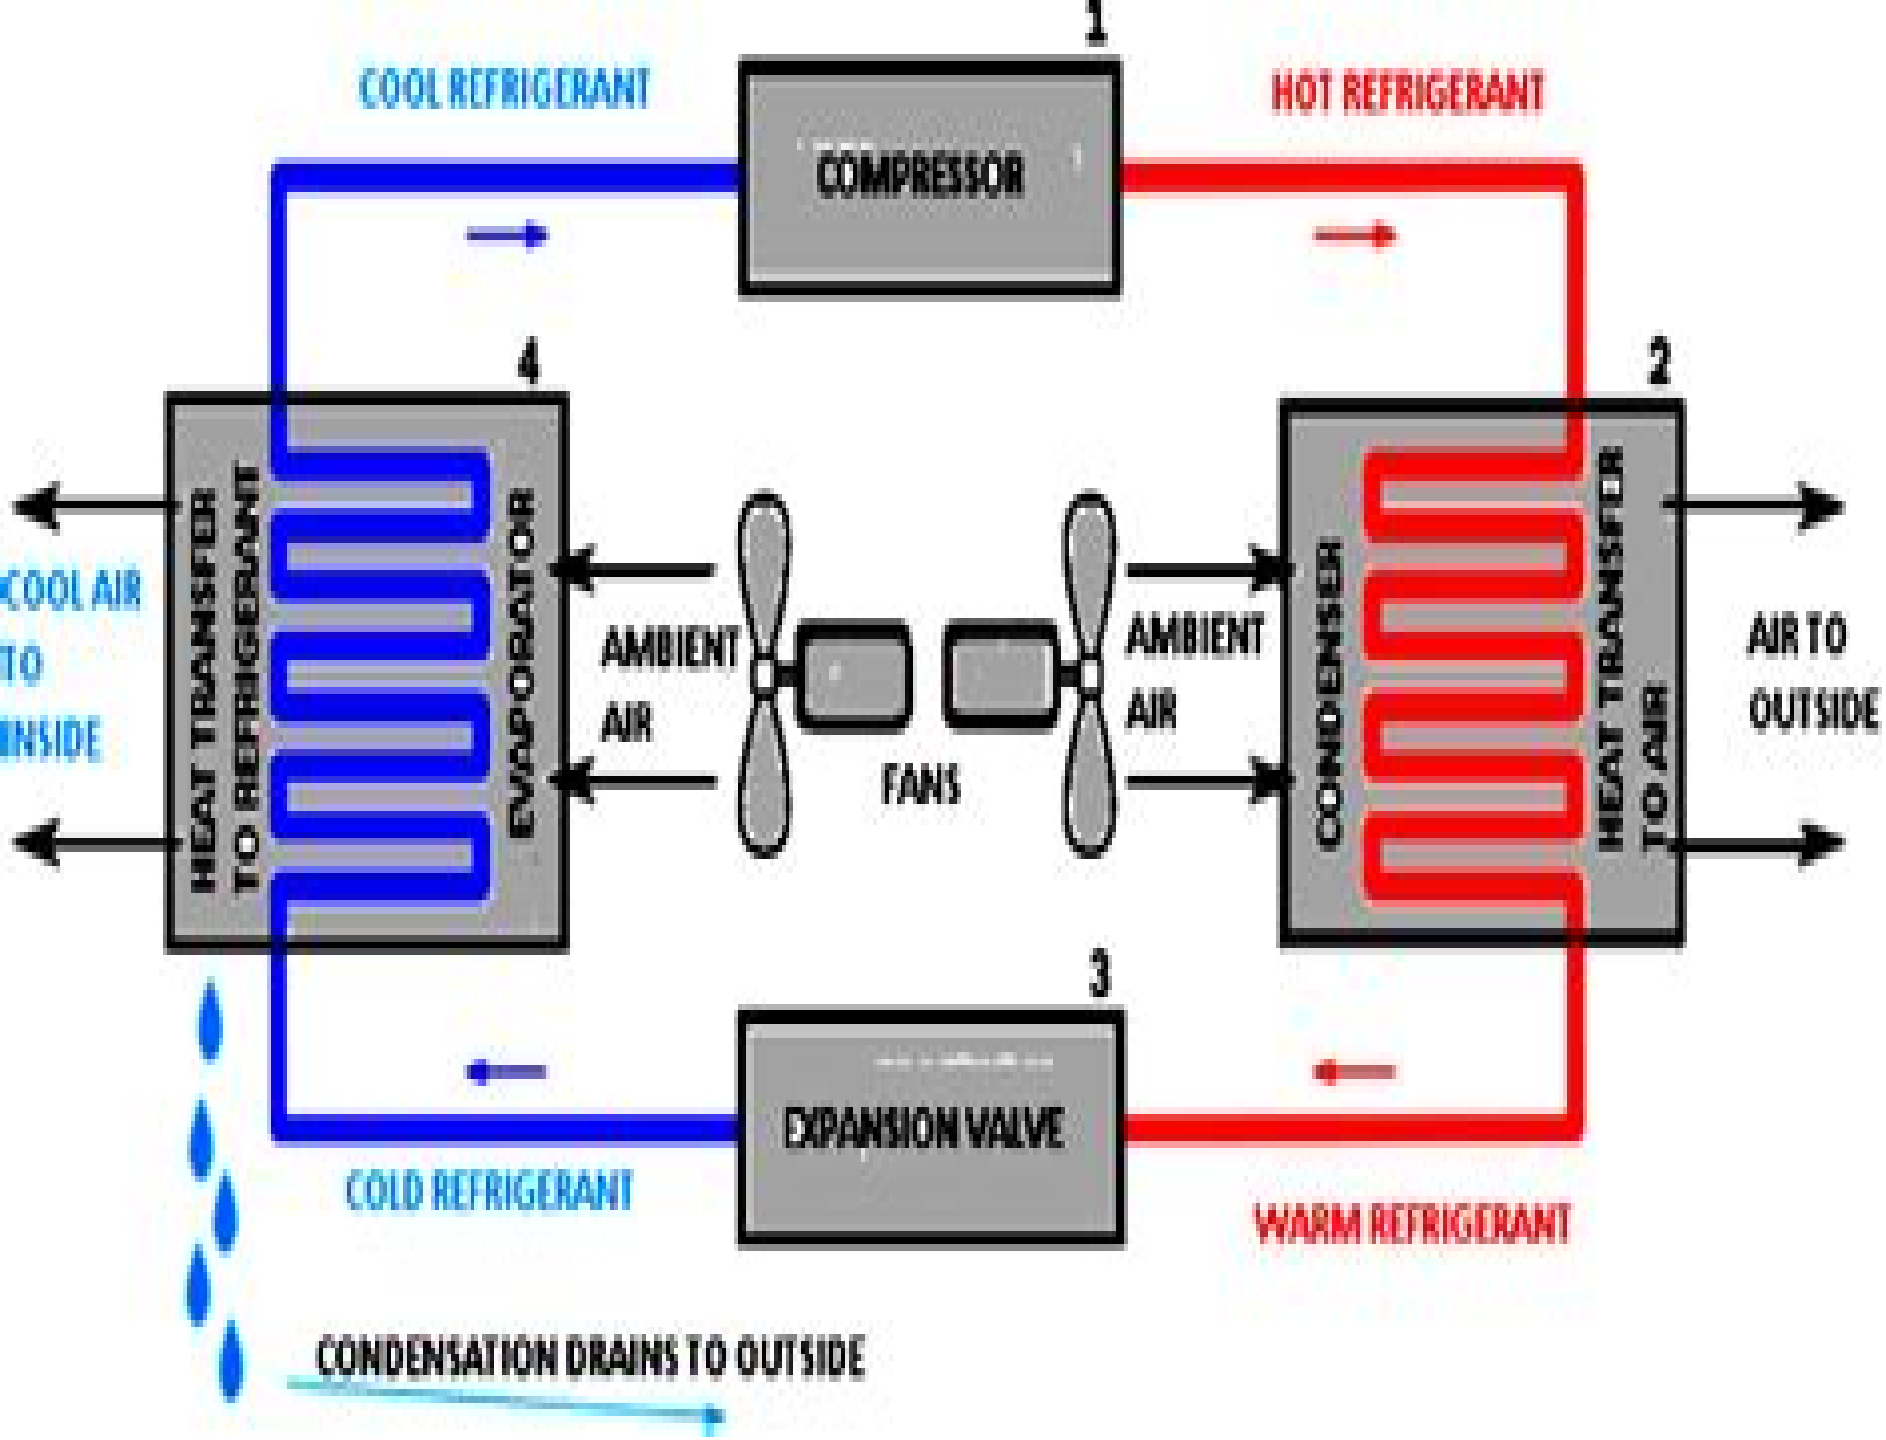 1
COOL REFRIGERANT
HOT REFRIGERANT
COMPRESSOR
4
2
HEAT TRANSFER
TO REFRIGERANT
EVAPORATOR
CONDENSER
HEAT TRANSFER
TO AIR
COOL AIR
TO
INSIDE
AMBIENT
AIR
FANS
AMBIENT
AIR
AIR TO
OUTSIDE
3
EXPANSION VALVE
COLD REFRIGERANT
WARM REFRIGERANT
CONDENSATION DRAINS TO OUTSIDE